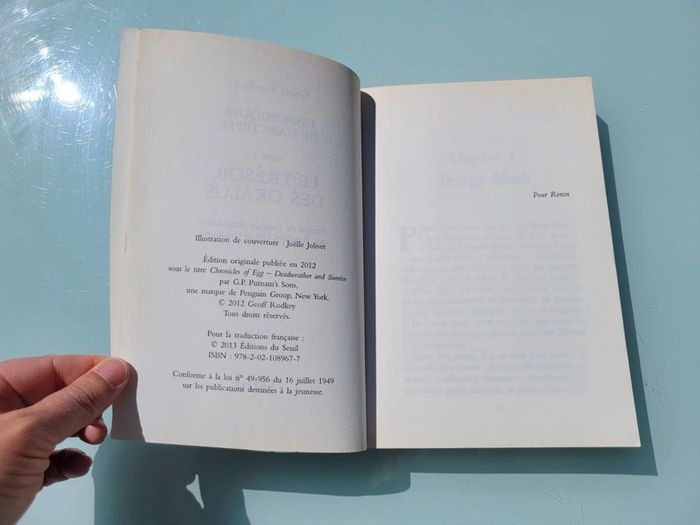 Illustration de couverture : Joëlle Jolivet
Édition originale publiée en 2012
sous le titre Chronicles of Egg – Deadweather and Sunrise
par G.P. Putnam's Sons,
une marque de Penguin Group, New York.
© 2012 Geoff Rodkey
Tous droits réservés.
Pour la traduction française :
© 2013 Éditions du Seuil
ISBN : 978-2-02-108967-7
Conforme à la loi n° 49-956 du 16 juillet 1949
sur les publications destinées à la jeunesse.
Pour Ronin